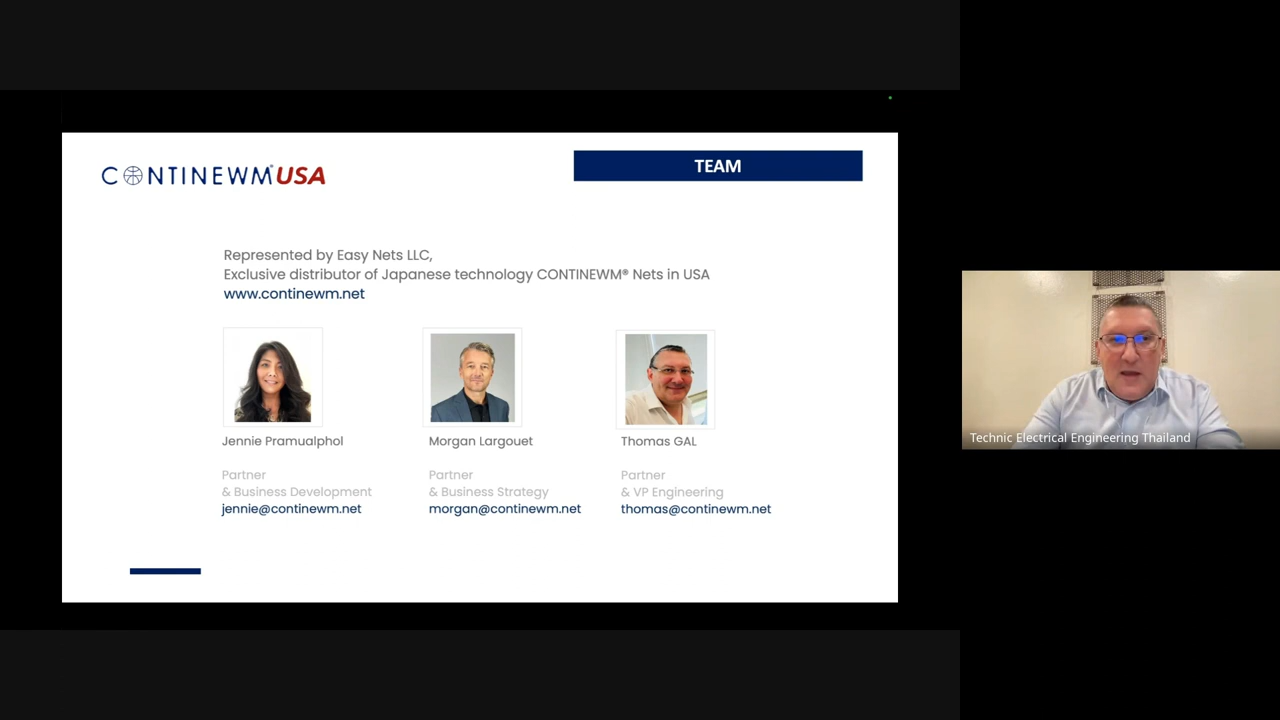 CONTINEWM® USA
TEAM
Represented by Easy Nets LLC,
Exclusive distributor of Japanese technology CONTINEWM® Nets in USA
www.continewm.net
Jennie Pramualphol
Partner
& Business Development
jennie@continewm.net
Morgan Largouet
Partner
& Business Strategy
morgan@continewm.net
Thomas GAL
Partner
& VP Engineering
thomas@continewm.net
Technic Electrical Engineering Thailand